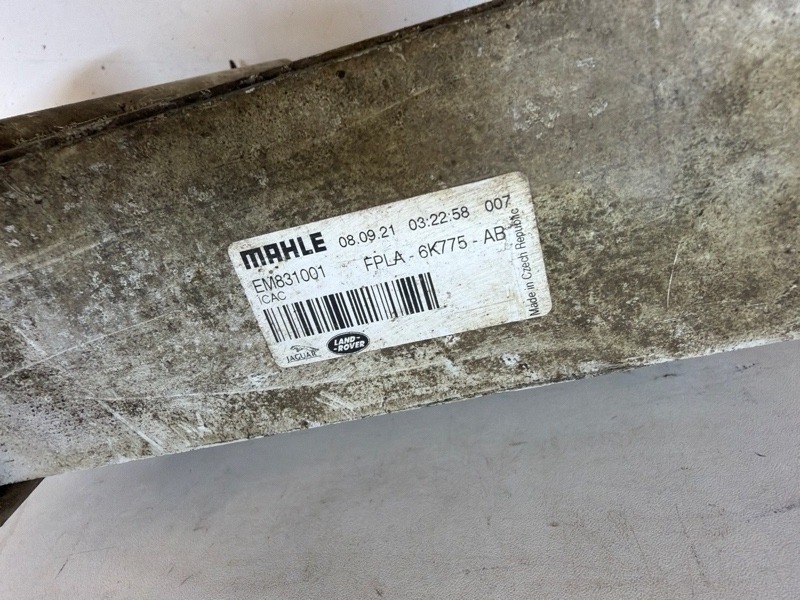 MAHLE 08.09.21 03:22:58 007
EM831001 FPLA - 6K775 - AB
ICAC
JAGUAR
LAND-
-ROVER
Made in Czech Republic